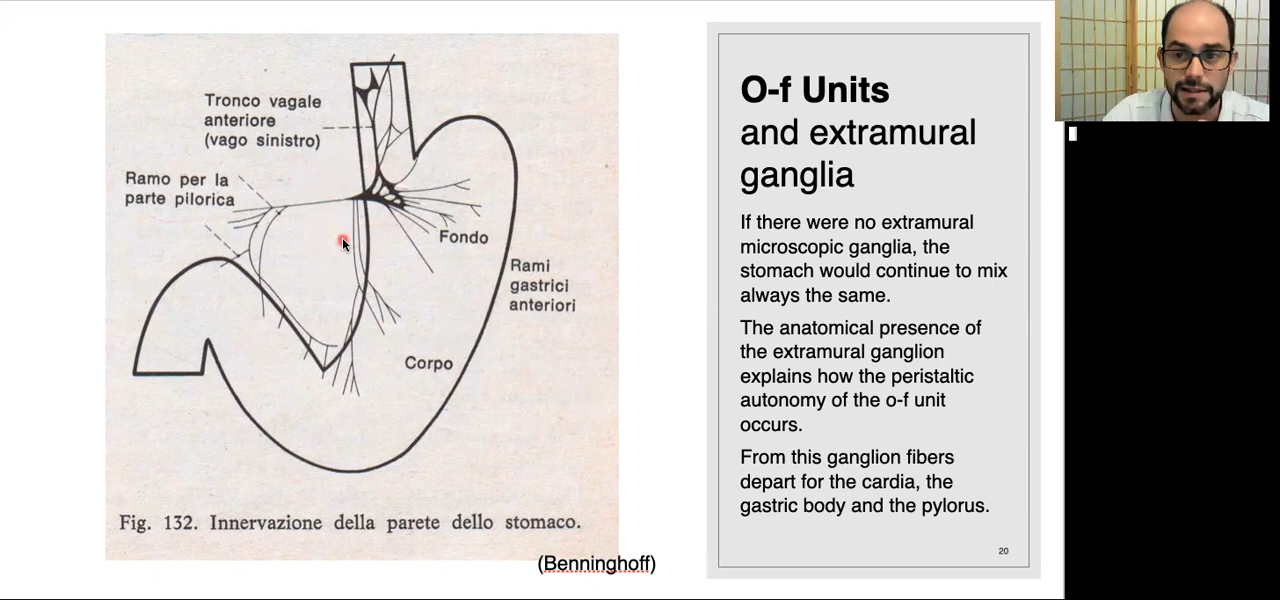 Tronco vagale
anteriore
(vago sinistro)
Ramo per la
parte pilorica
Fondo
Rami
gastrici
anteriori
Corpo
Fig. 132. Innervazione della parete dello stomaco.
(Benninghoff)
O-f Units
and extramural
ganglia
If there were no extramural
microscopic ganglia, the
stomach would continue to mix
always the same.
The anatomical presence of
the extramural ganglion
explains how the peristaltic
autonomy of the o-f unit
occurs.
From this ganglion fibers
depart for the cardia, the
gastric body and the pylorus.
20